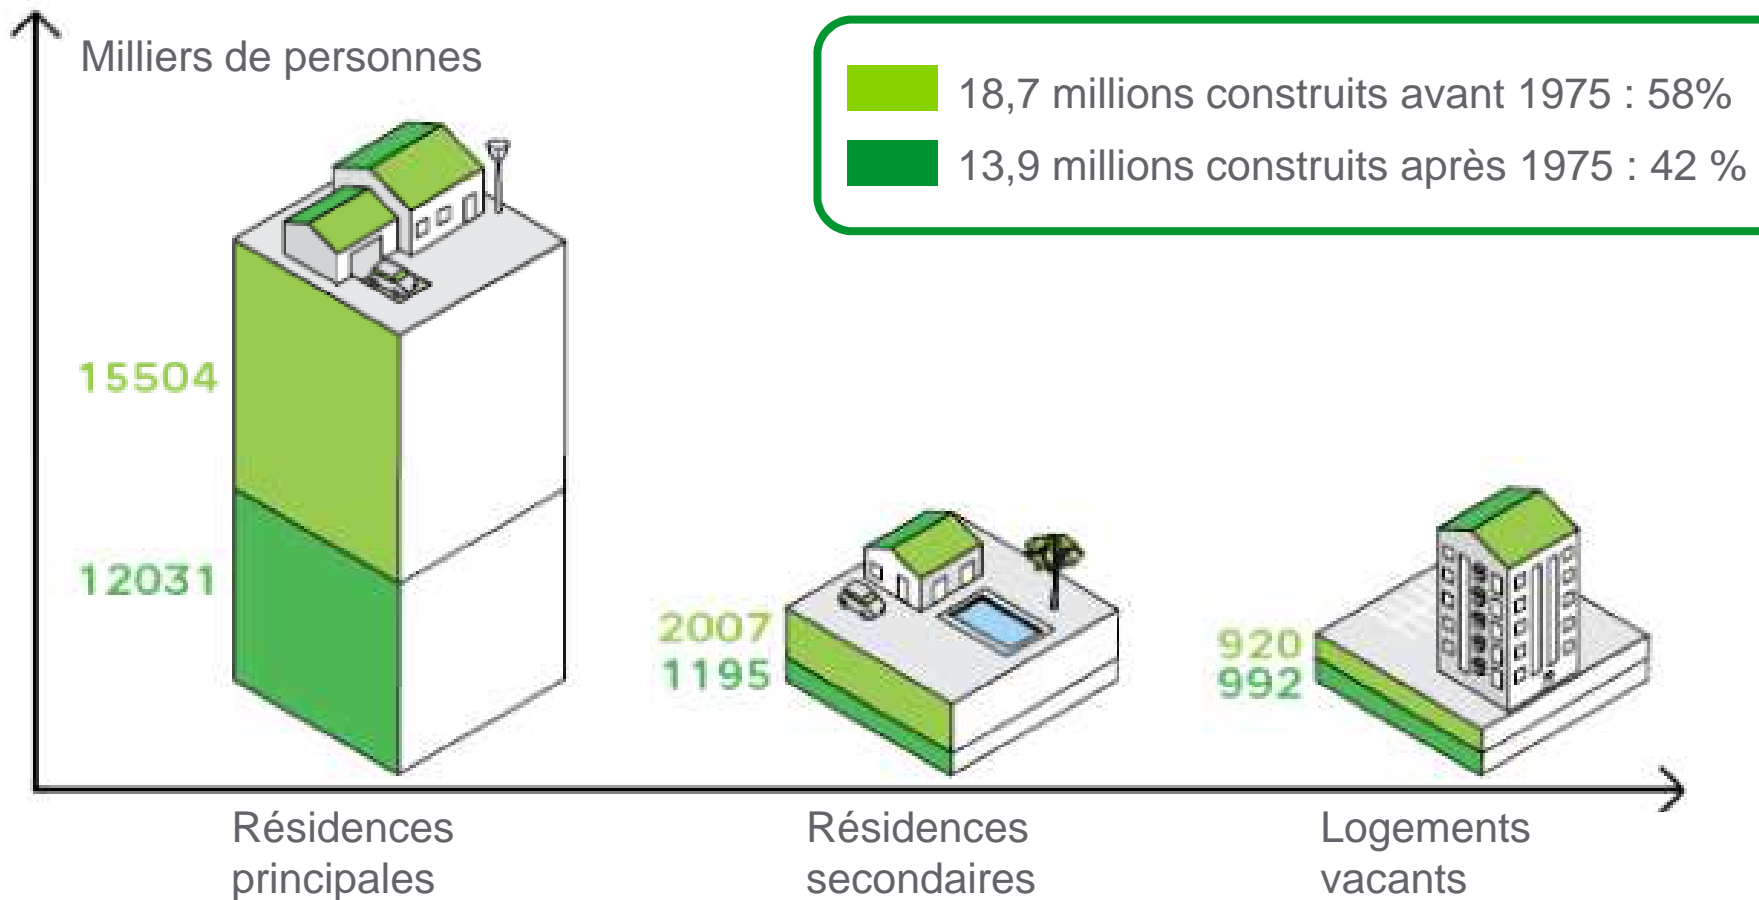 Milliers de personnes
18,7 millions construits avant 1975 : 58%
13,9 millions construits après 1975 : 42 %
15504
12031
2007
1195
920
992
Résidences
principales
Résidences
secondaires
Logements
vacants